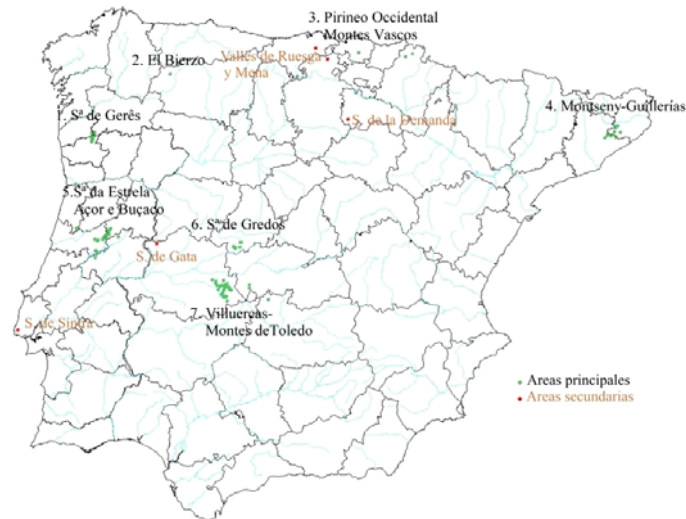 3. Pirineo Occidental
Montes Vascos
2. El Bierzo
Valles de Ruesga
y Mena
1. Sª de Gerês
4. Montseny-Guillerías
S. de la Demanda
5.Sª da Estrela
Açor e Buçaco
6. Sª de Gredos
S. de Gata
7. Villuercas-
Montes deToledo
S. de Sintra
Areas principales
Areas secundarias